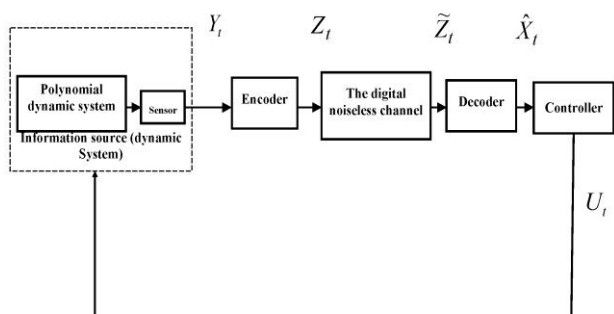 Y_t
Z_t
Z̃_t
X̂_t
Polynomial
dynamic system
Sensor
Information source (dynamic
System)
Encoder
The digital
noiseless channel
Decoder
Controller
U_t